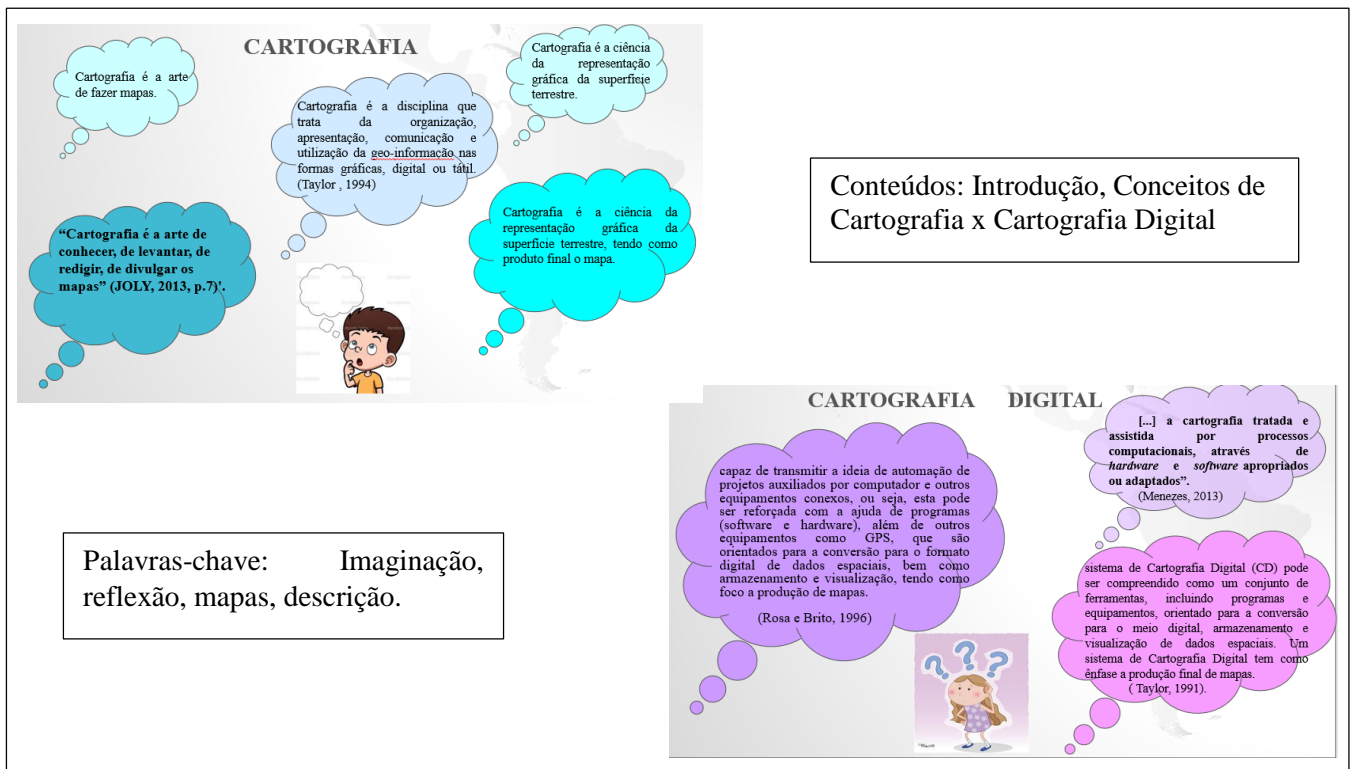 CARTOGRAFIA
Cartografia é a arte
de fazer mapas.
Cartografia é a disciplina que
trata da organização,
apresentação, comunicação e
utilização da geo-informação nas
formas gráficas, digital ou tátil.
(Taylor , 1994)
Cartografia é a ciência
da representação
gráfica da superfície
terrestre.
“Cartografia é a arte de
conhecer, de levantar, de
redigir, de divulgar os
mapas” (JOLY, 2013, p.7)'.
Cartografia é a ciência da
representação gráfica da
superfície terrestre, tendo como
produto final o mapa.
Conteúdos: Introdução, Conceitos de
Cartografia x Cartografia Digital
Palavras-chave: Imaginação,
reflexão, mapas, descrição.
CARTOGRAFIA DIGITAL
capaz de transmitir a ideia de automação de
projetos auxiliados por computador e outros
equipamentos conexos, ou seja, esta pode
ser reforçada com a ajuda de programas
(software e hardware), além de outros
equipamentos como GPS, que são
orientados para a conversão para o formato
digital de dados espaciais, bem como
armazenamento e visualização, tendo como
foco a produção de mapas.
(Rosa e Brito, 1996)
[...] a cartografia tratada e
assistida por processos
computacionais, através de
hardware e software apropriados
ou adaptados”.
(Menezes, 2013)
sistema de Cartografia Digital (CD) pode
ser compreendido como um conjunto de
ferramentas, incluindo programas e
equipamentos, orientado para a conversão
para o meio digital, armazenamento e
visualização de dados espaciais. Um
sistema de Cartografia Digital tem como
ênfase a produção final de mapas.
( Taylor, 1991).
???